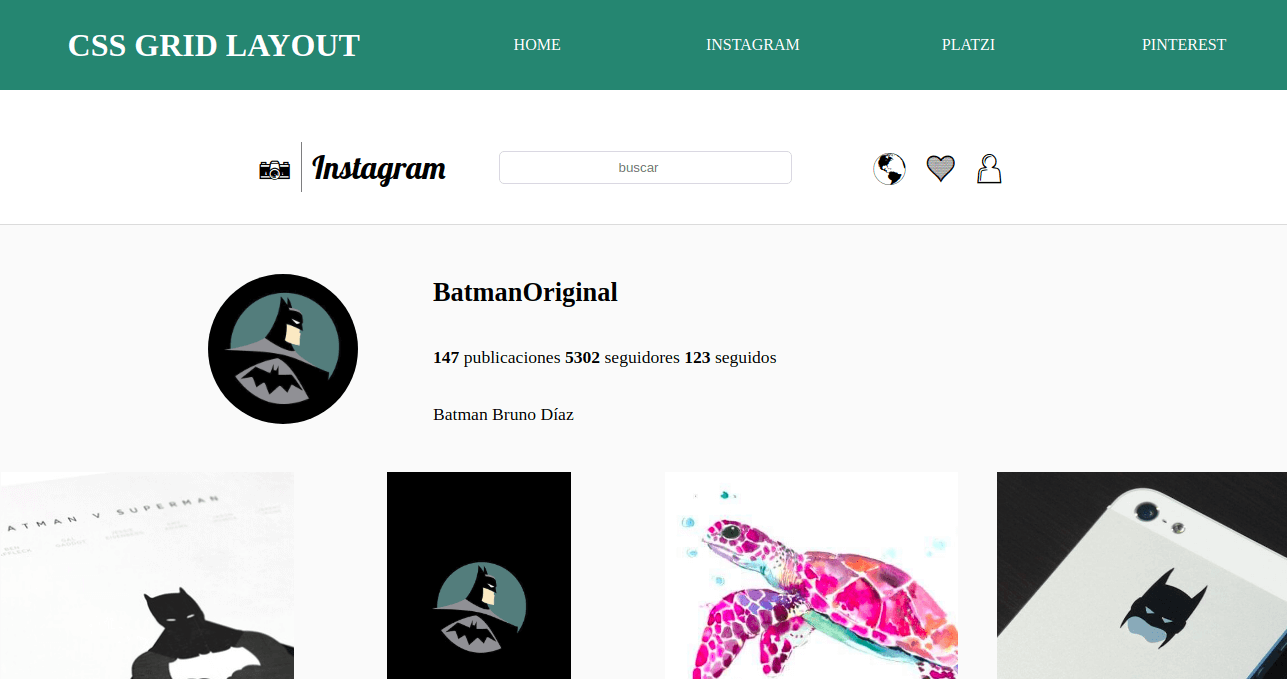 CSS GRID LAYOUT HOME INSTAGRAM PLATZI PINTEREST
Instagram buscar
BatmanOriginal
147 publicaciones 5302 seguidores 123 seguidos
Batman Bruno Díaz
ATMAN V SUPERMAN